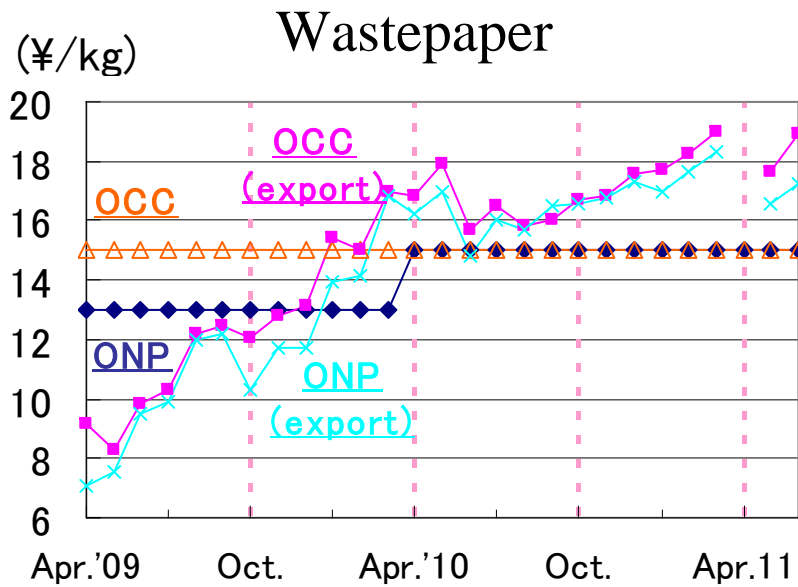 Wastepaper
(¥/kg)
20
18
16
14
12
10
8
6
OCC
(export)
OCC
ONP
ONP
(export)
Apr.'09
Oct.
Apr.'10
Oct.
Apr.11